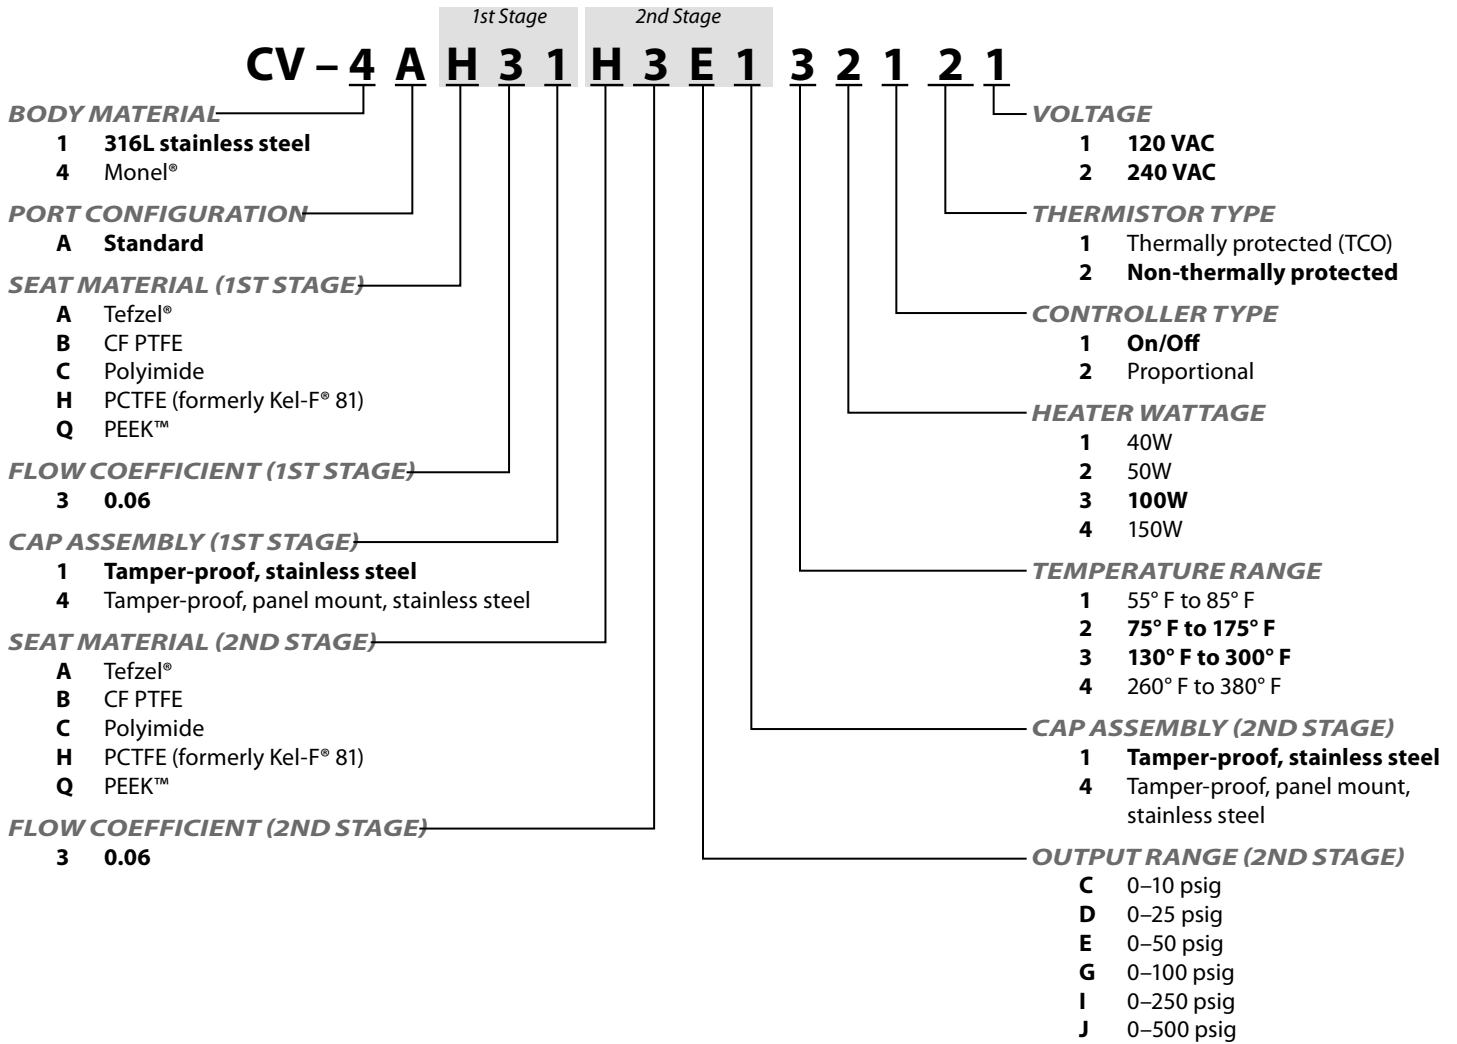 1st Stage 2nd Stage
CV – 4 A H 3 1 H 3 E 1 3 2 1 2 1
BODY MATERIAL
1 316L stainless steel
4 Monel®
PORT CONFIGURATION
A Standard
SEAT MATERIAL (1ST STAGE)
A Tefzel®
B CF PTFE
C Polyimide
H PCTFE (formerly Kel-F® 81)
Q PEEK™
FLOW COEFFICIENT (1ST STAGE)
3 0.06
CAP ASSEMBLY (1ST STAGE)
1 Tamper-proof, stainless steel
4 Tamper-proof, panel mount, stainless steel
SEAT MATERIAL (2ND STAGE)
A Tefzel®
B CF PTFE
C Polyimide
H PCTFE (formerly Kel-F® 81)
Q PEEK™
FLOW COEFFICIENT (2ND STAGE)
3 0.06
VOLTAGE
1 120 VAC
2 240 VAC
THERMISTOR TYPE
1 Thermally protected (TCO)
2 Non-thermally protected
CONTROLLER TYPE
1 On/Off
2 Proportional
HEATER WATTAGE
1 40W
2 50W
3 100W
4 150W
TEMPERATURE RANGE
1 55° F to 85° F
2 75° F to 175° F
3 130° F to 300° F
4 260° F to 380° F
CAP ASSEMBLY (2ND STAGE)
1 Tamper-proof, stainless steel
4 Tamper-proof, panel mount,
stainless steel
OUTPUT RANGE (2ND STAGE)
C 0–10 psig
D 0–25 psig
E 0–50 psig
G 0–100 psig
I 0–250 psig
J 0–500 psig